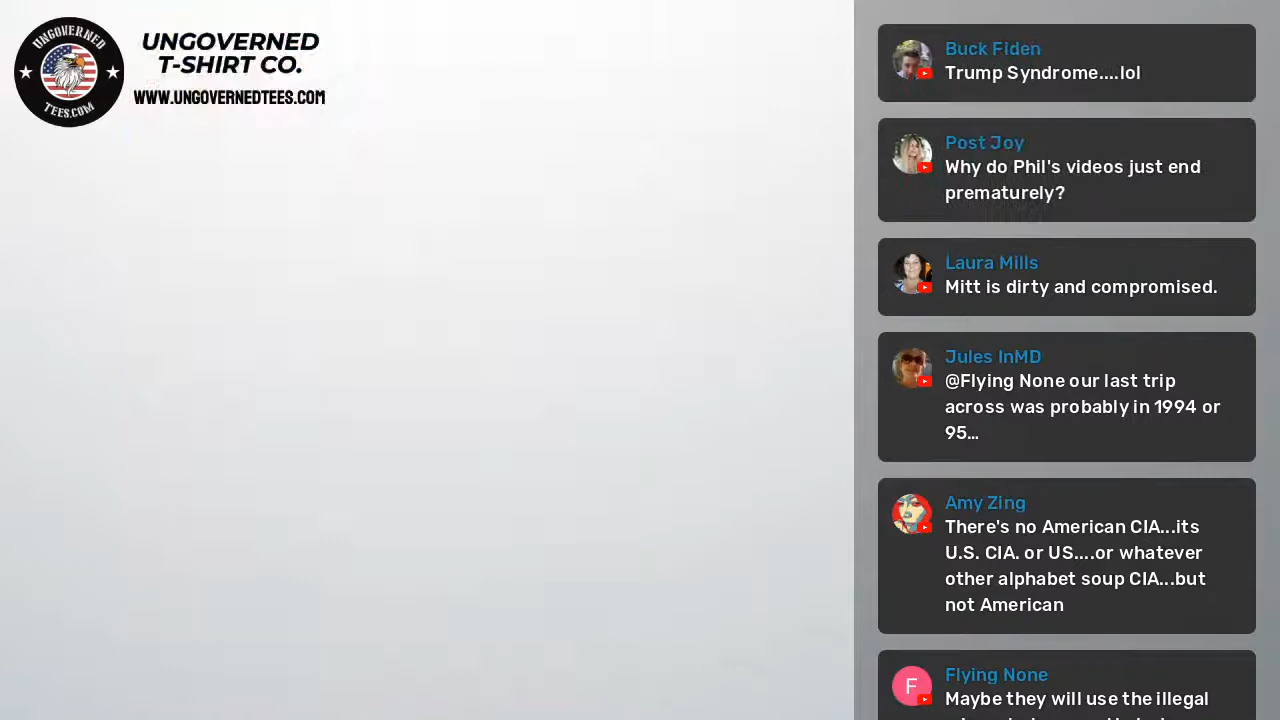 UNGOVERNED
TEES.COM
UNGOVERNED
T-SHIRT CO.
WWW.UNGOVERNEDTEES.COM
Buck Fiden
Trump Syndrome....lol
Post Joy
Why do Phil's videos just end
prematurely?
Laura Mills
Mitt is dirty and compromised.
Jules InMD
@Flying None our last trip
across was probably in 1994 or
95...
Amy Zing
There's no American CIA...its
U.S. CIA. or US....or whatever
other alphabet soup CIA...but
not American
F
Flying None
Maybe they will use the illegal